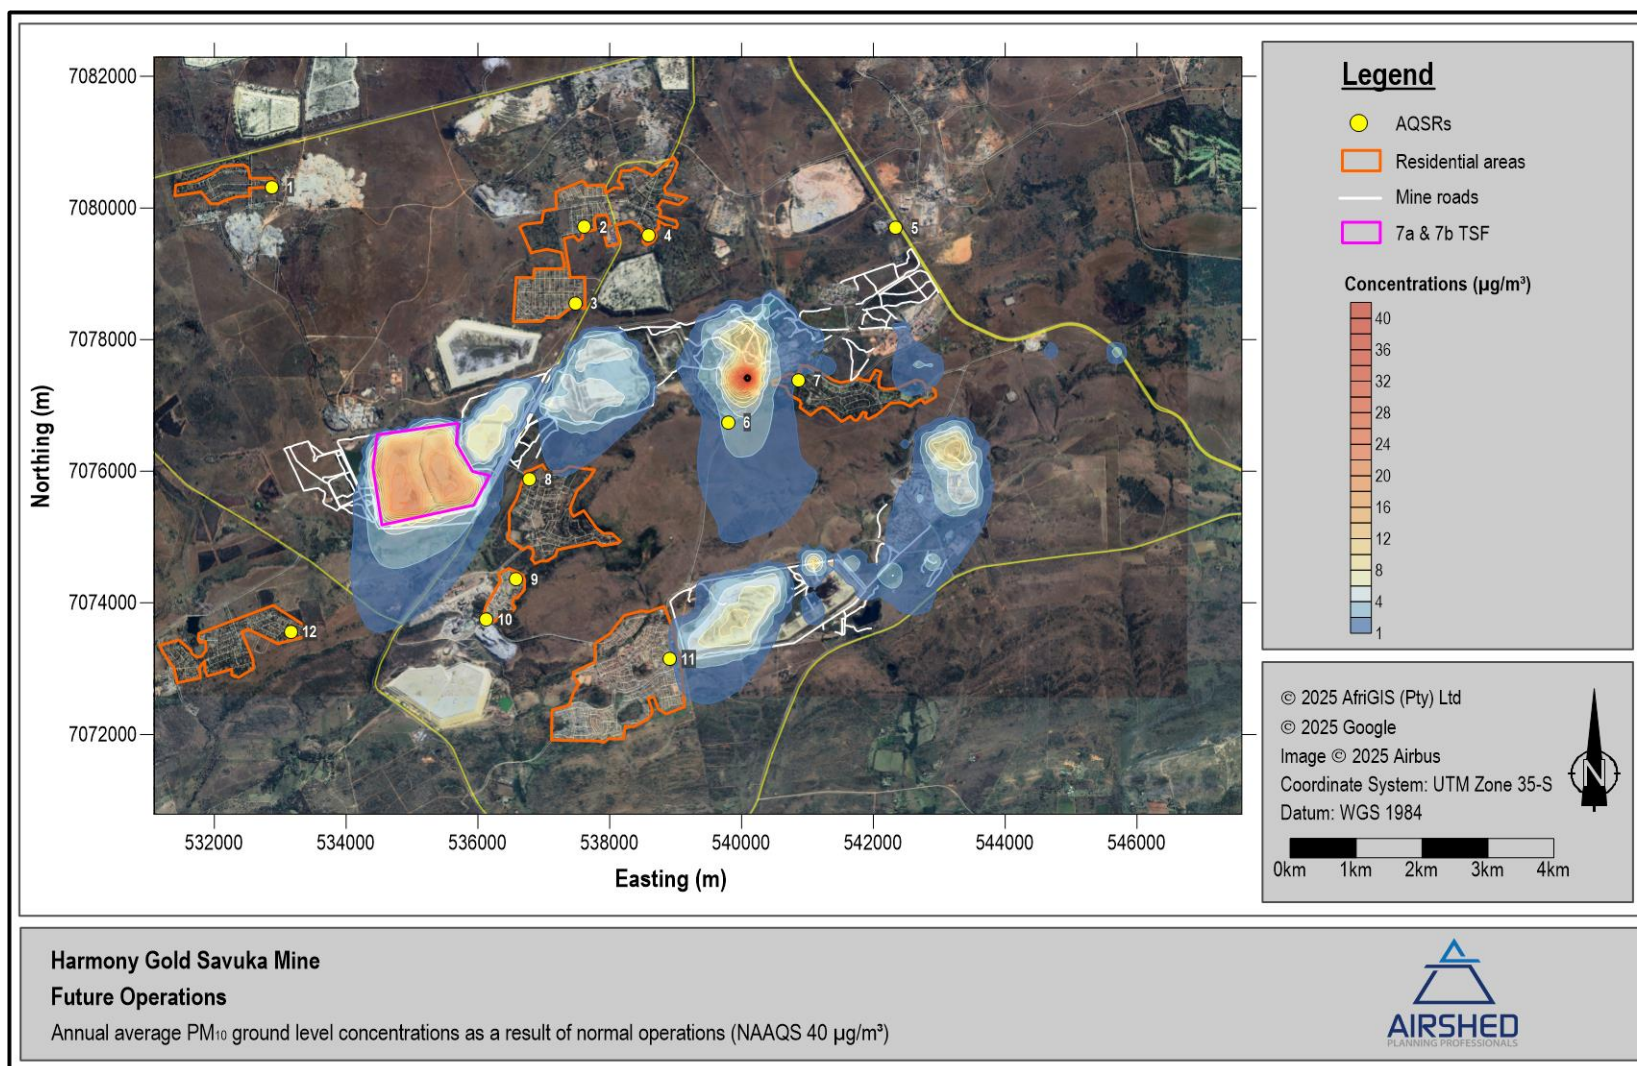 7082000
7080000
7078000
7076000
7074000
7072000
Northing (m)
532000
534000
536000
538000
540000
542000
544000
546000
Easting (m)
1
2
3
4
5
6
7
8
9
10
11
12
Legend
AQSRs
Residential areas
Mine roads
7a & 7b TSF
Concentrations (µg/m³)
40
36
32
28
24
20
16
12
8
4
1
© 2025 AfriGIS (Pty) Ltd
© 2025 Google
Image © 2025 Airbus
Coordinate System: UTM Zone 35-S
Datum: WGS 1984
N
0km 1km 2km 3km 4km
Harmony Gold Savuka Mine
Future Operations
Annual average PM₁₀ ground level concentrations as a result of normal operations (NAAQS 40 µg/m³)
AIRSHED
PLANNING PROFESSIONALS